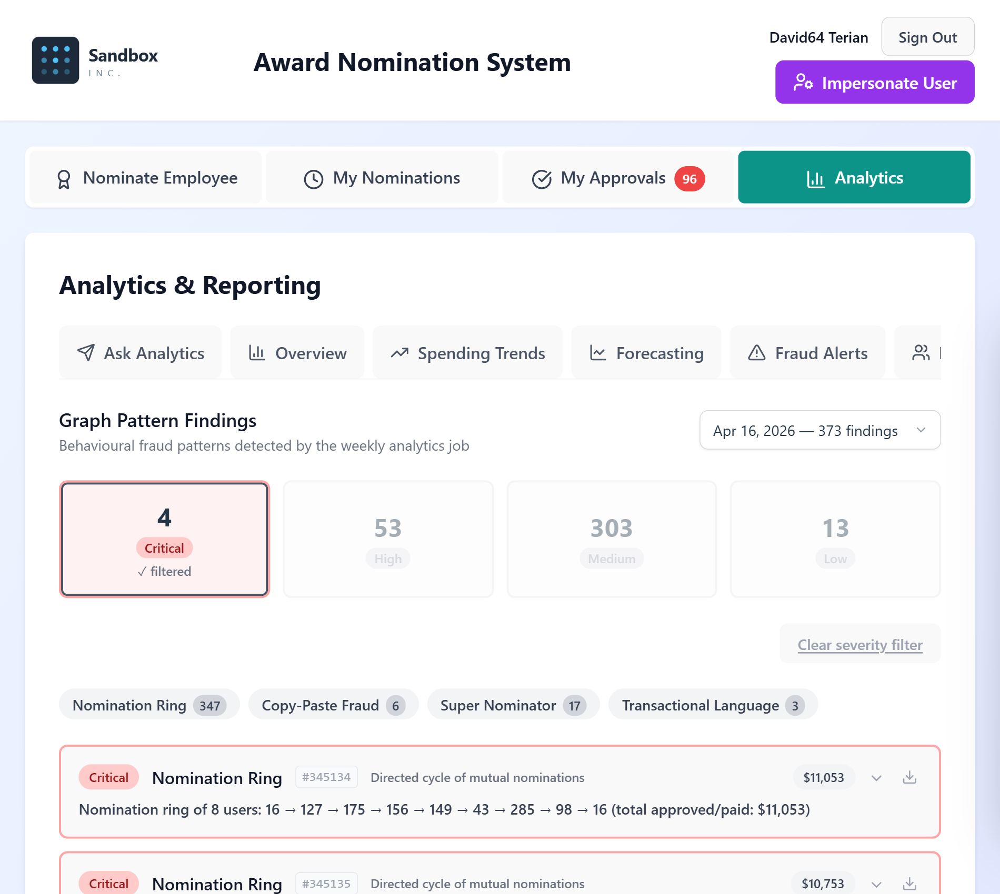 Sandbox
INC.
Award Nomination System
David64 Terian
Sign Out
Impersonate User
Nominate Employee
My Nominations
My Approvals 96
Analytics
Analytics & Reporting
Ask Analytics
Overview
Spending Trends
Forecasting
Fraud Alerts
Graph Pattern Findings
Behavioural fraud patterns detected by the weekly analytics job
Apr 16, 2026 — 373 findings
4
Critical
✓ filtered
53
High
303
Medium
13
Low
Clear severity filter
Nomination Ring 347
Copy-Paste Fraud 6
Super Nominator 17
Transactional Language 3
Critical Nomination Ring #345134 Directed cycle of mutual nominations $11,053
Nomination ring of 8 users: 16 → 127 → 175 → 156 → 149 → 43 → 285 → 98 → 16 (total approved/paid: $11,053)
Critical Nomination Ring #345135 Directed cycle of mutual nominations $10,753